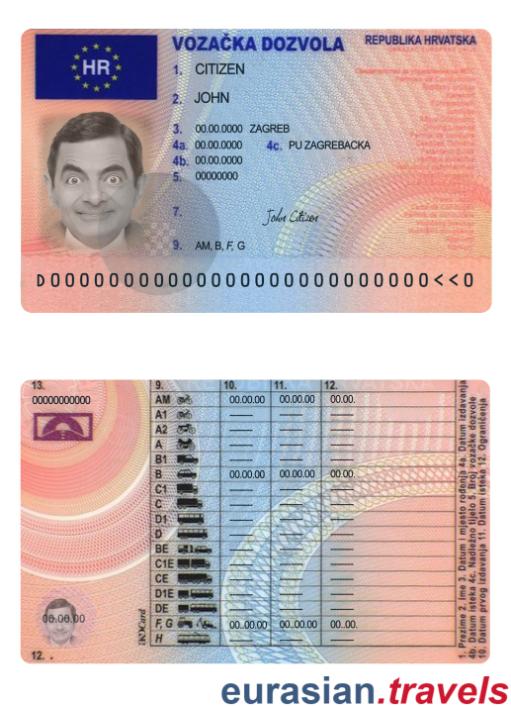 HR
VOZAČKA DOZVOLA
REPUBLIKA HRVATSKA
1. CITIZEN
2. JOHN
3. 00.00.0000 ZAGREB
4a. 00.00.0000 4c. PU ZAGREBACKA
4b. 00.00.0000
5. 00000000
7. John Citizen
9. AM, B, F, G
13. 9. 10. 11. 12.
00000000000
AM 00.00.00 00.00.00 00.00.
A1
A2
A
B1
B 00.00.00 00.00.00 00.00.
C1
C
D1
D
BE
C1E
CE
D1E
DE
F, G 00..00.00 00..00.00 00..00.
H
00.00.00
12. .
1. Prezime 2. Ime 3. Datum i mjesto rođenja 4a. Datum izdavanja
4b. Datum isteka 4c. Nadležno tijelo 5. Broj vozačke dozvole
10. Datum prvog izdavanja 11. Datum isteka 12. Ograničenja
eurasian.travels